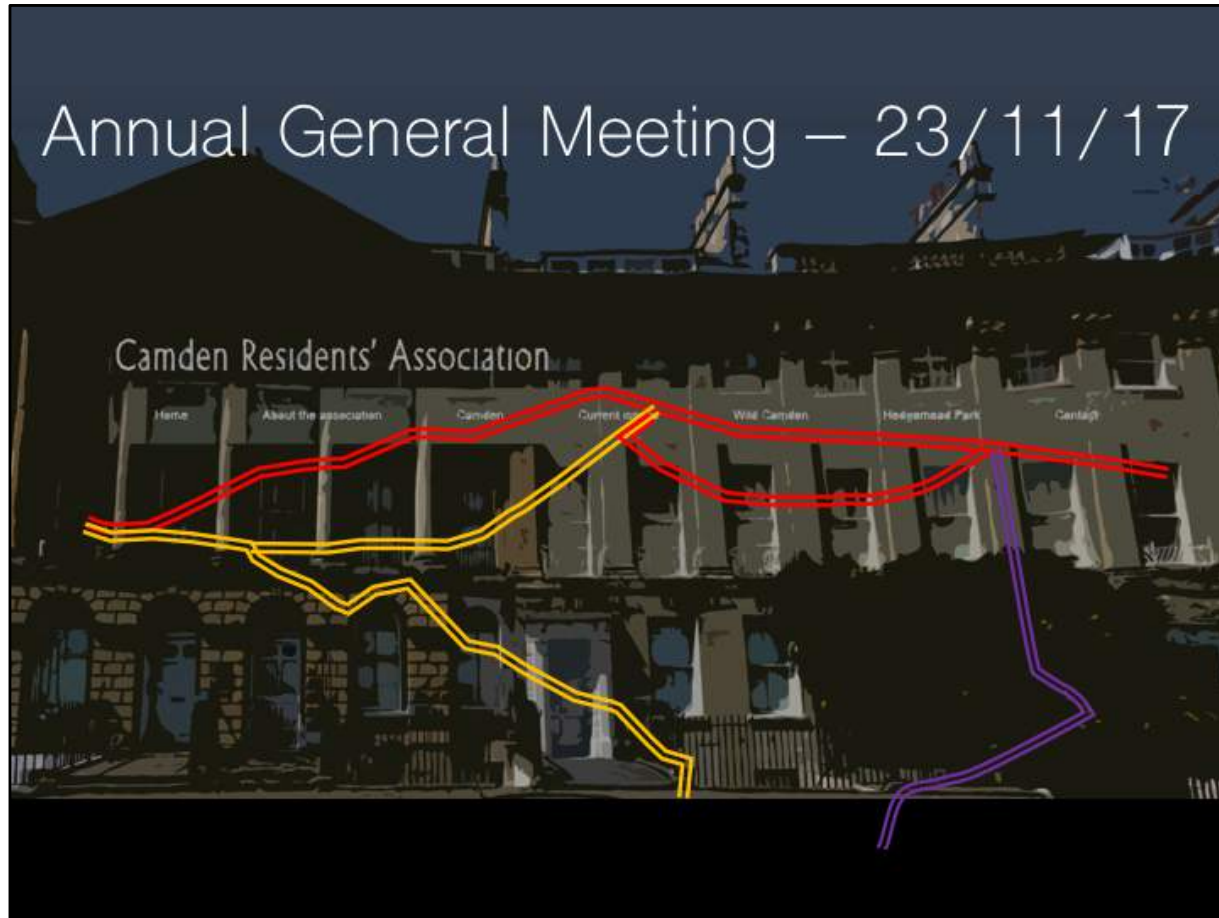 Annual General Meeting – 23/11/17
Camden Residents' Association
Home About the association Camden Current Wild Camden Hedgemead Park Contact